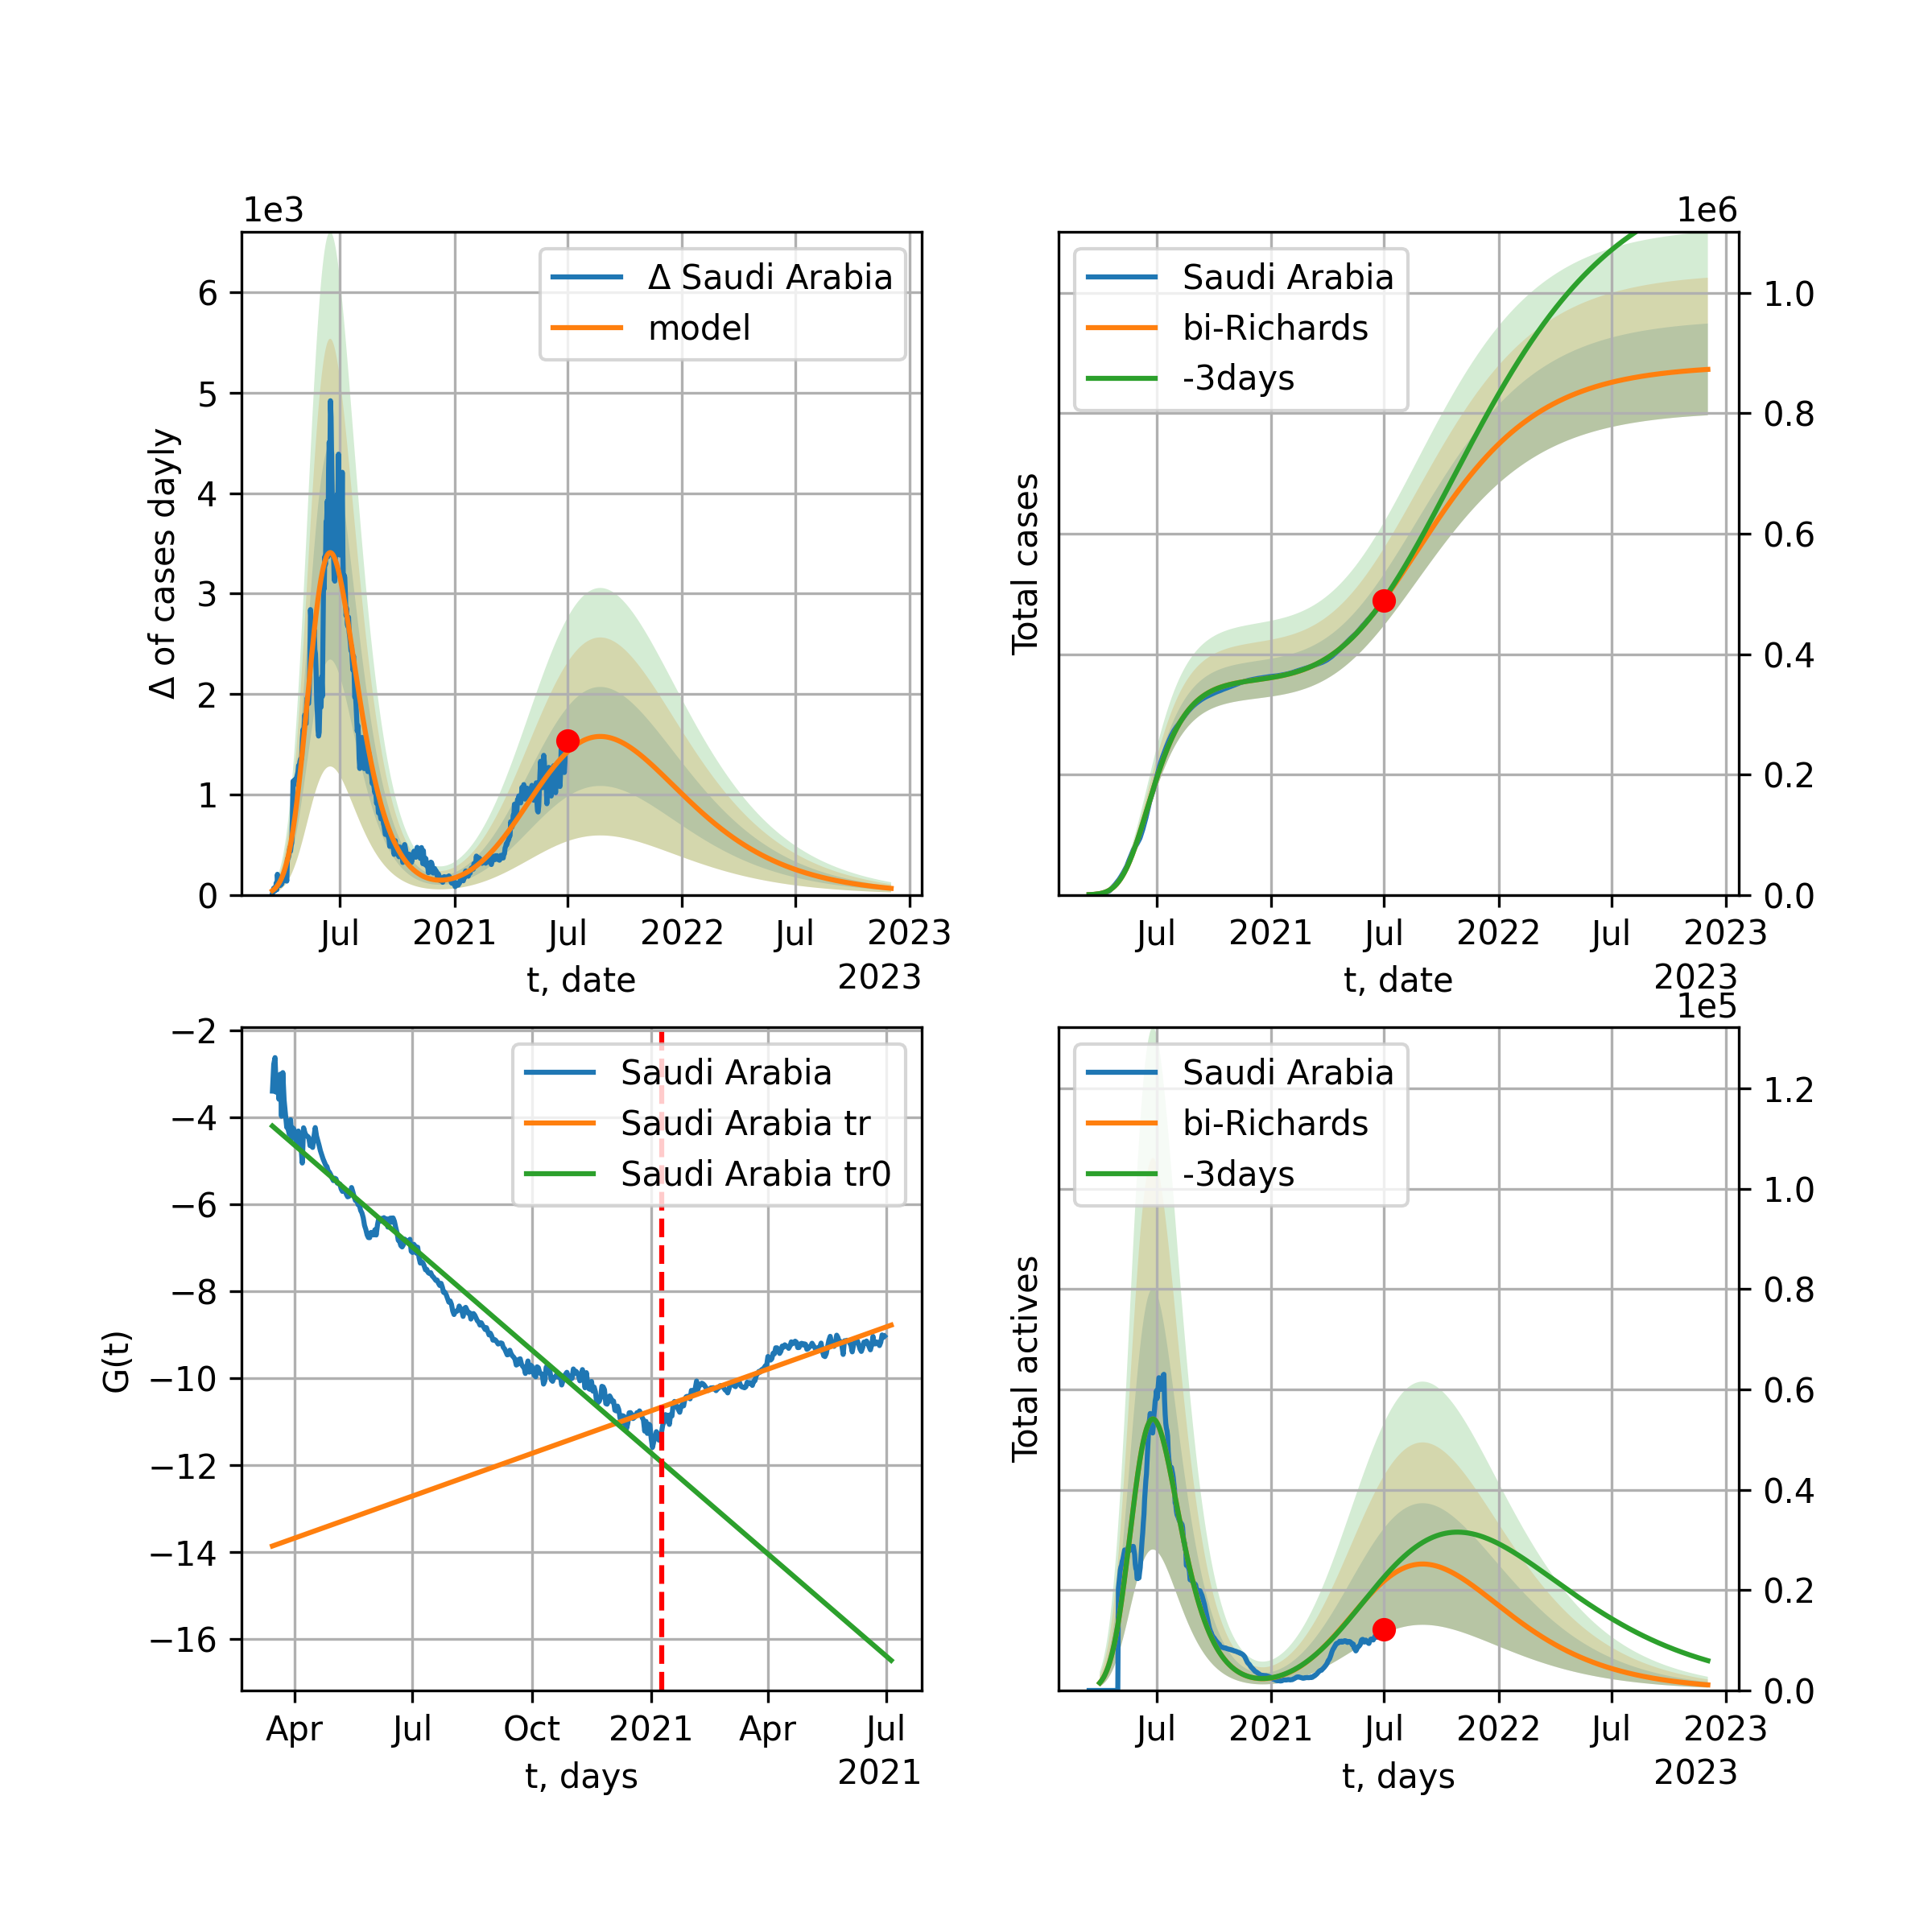 1e3
Δ of cases dayly
6
5
4
3
2
1
0
Δ Saudi Arabia
model
Jul
2021
Jul
2022
Jul
2023
t, date
2023
1e6
Total cases
Saudi Arabia
bi-Richards
-3days
1.0
0.8
0.6
0.4
0.2
0.0
Jul
2021
Jul
2022
Jul
2023
t, date
2023
G(t)
−2
−4
−6
−8
−10
−12
−14
−16
Saudi Arabia
Saudi Arabia tr
Saudi Arabia tr0
Apr
Jul
Oct
2021
Apr
Jul
t, days
2021
1e5
Total actives
Saudi Arabia
bi-Richards
-3days
1.2
1.0
0.8
0.6
0.4
0.2
0.0
Jul
2021
Jul
2022
Jul
2023
t, days
2023